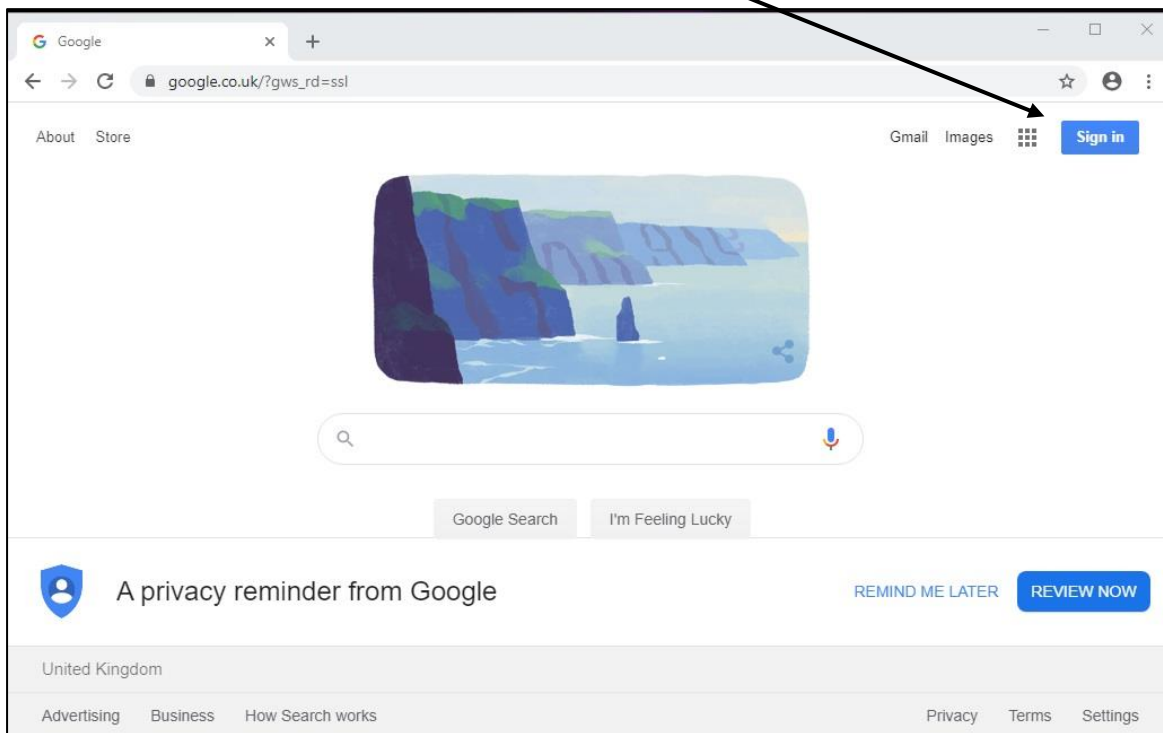 Google
google.co.uk/?gws_rd=ssl
About Store
Gmail Images Sign in
Google Search I'm Feeling Lucky
A privacy reminder from Google
REMIND ME LATER REVIEW NOW
United Kingdom
Advertising Business How Search works
Privacy Terms Settings